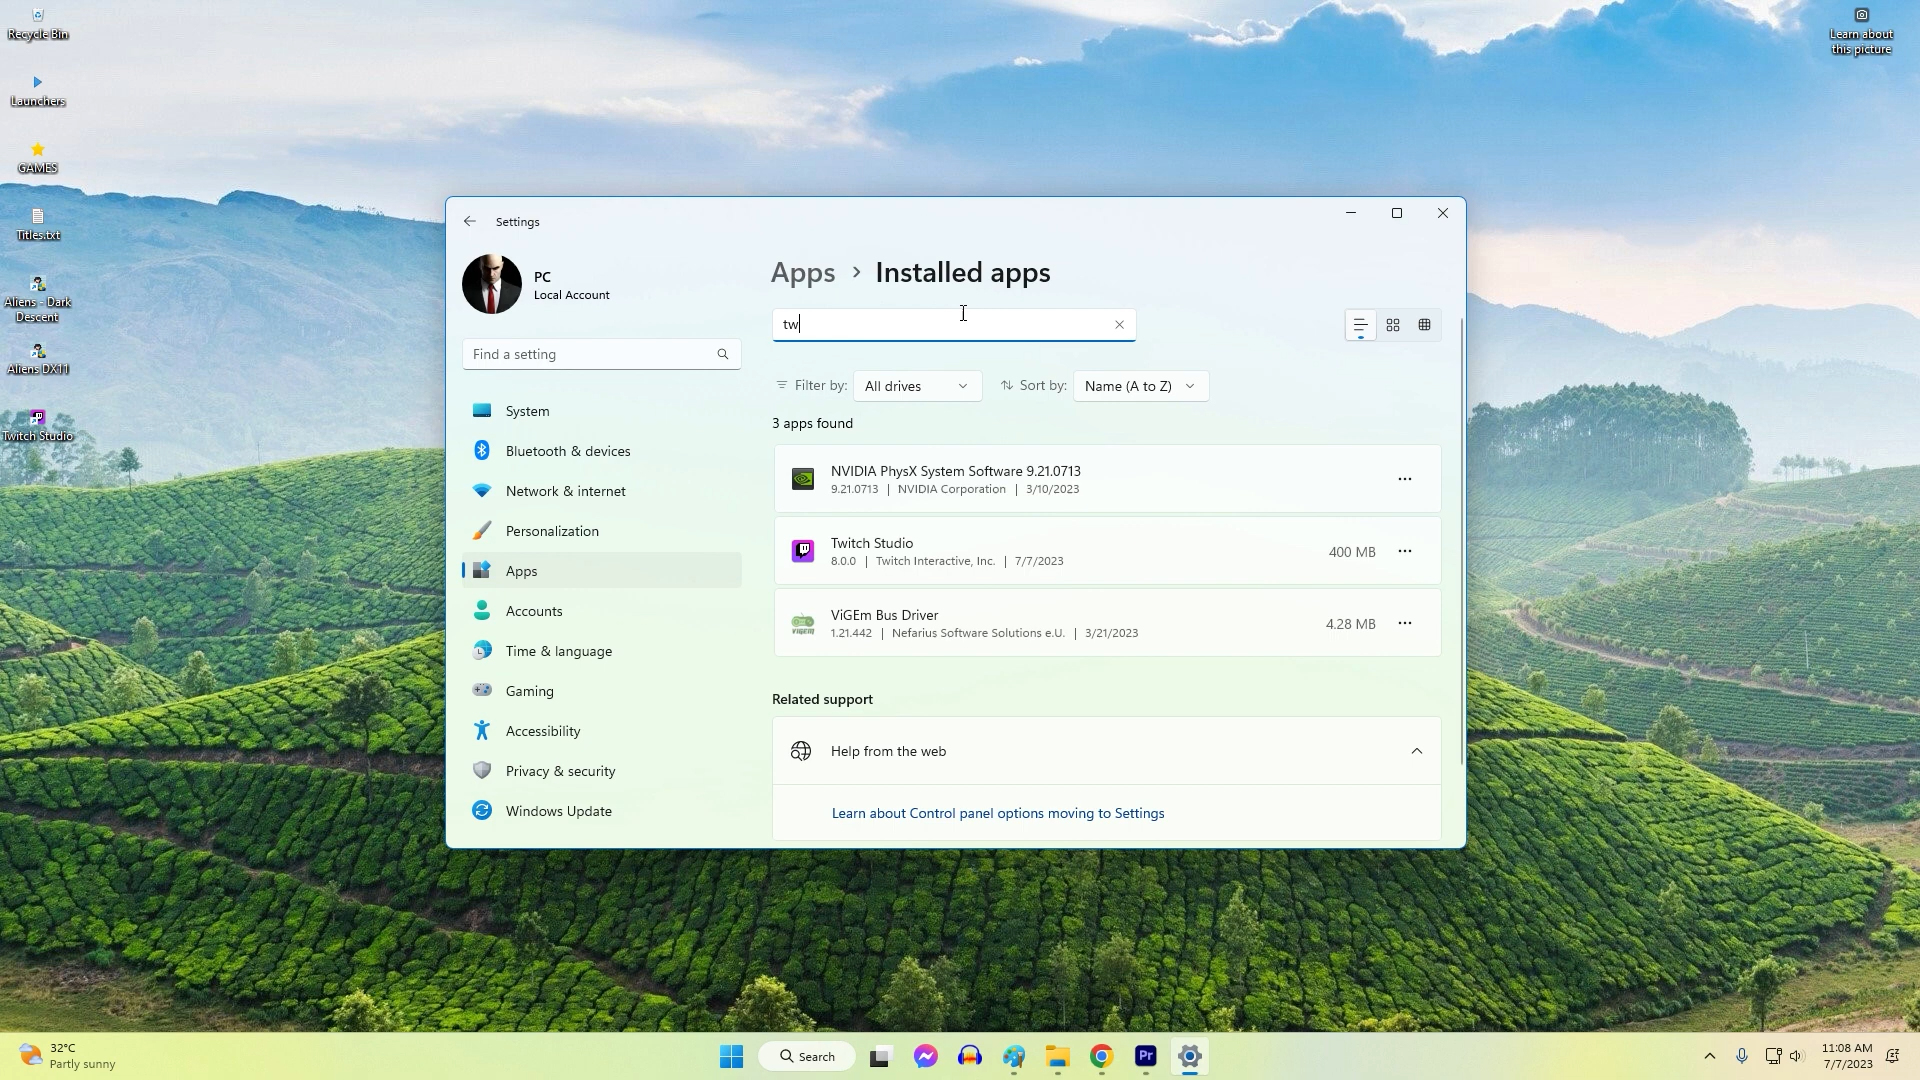 Recycle Bin
Launchers
GAMES
Titles.txt
Aliens - Dark
Descent
Aliens DX11
Twitch Studio
Learn about
this picture
Settings
PC
Local Account
Find a setting
System
Bluetooth & devices
Network & internet
Personalization
Apps
Accounts
Time & language
Gaming
Accessibility
Privacy & security
Windows Update
Apps > Installed apps
tw
Filter by: All drives Sort by: Name (A to Z)
3 apps found
NVIDIA PhysX System Software 9.21.0713
9.21.0713 | NVIDIA Corporation | 3/10/2023
Twitch Studio
8.0.0 | Twitch Interactive, Inc. | 7/7/2023
400 MB
ViGEm Bus Driver
1.21.442 | Nefarius Software Solutions e.U. | 3/21/2023
4.28 MB
Related support
Help from the web
Learn about Control panel options moving to Settings
32°C
Partly sunny
Search
Pr
11:08 AM
7/7/2023